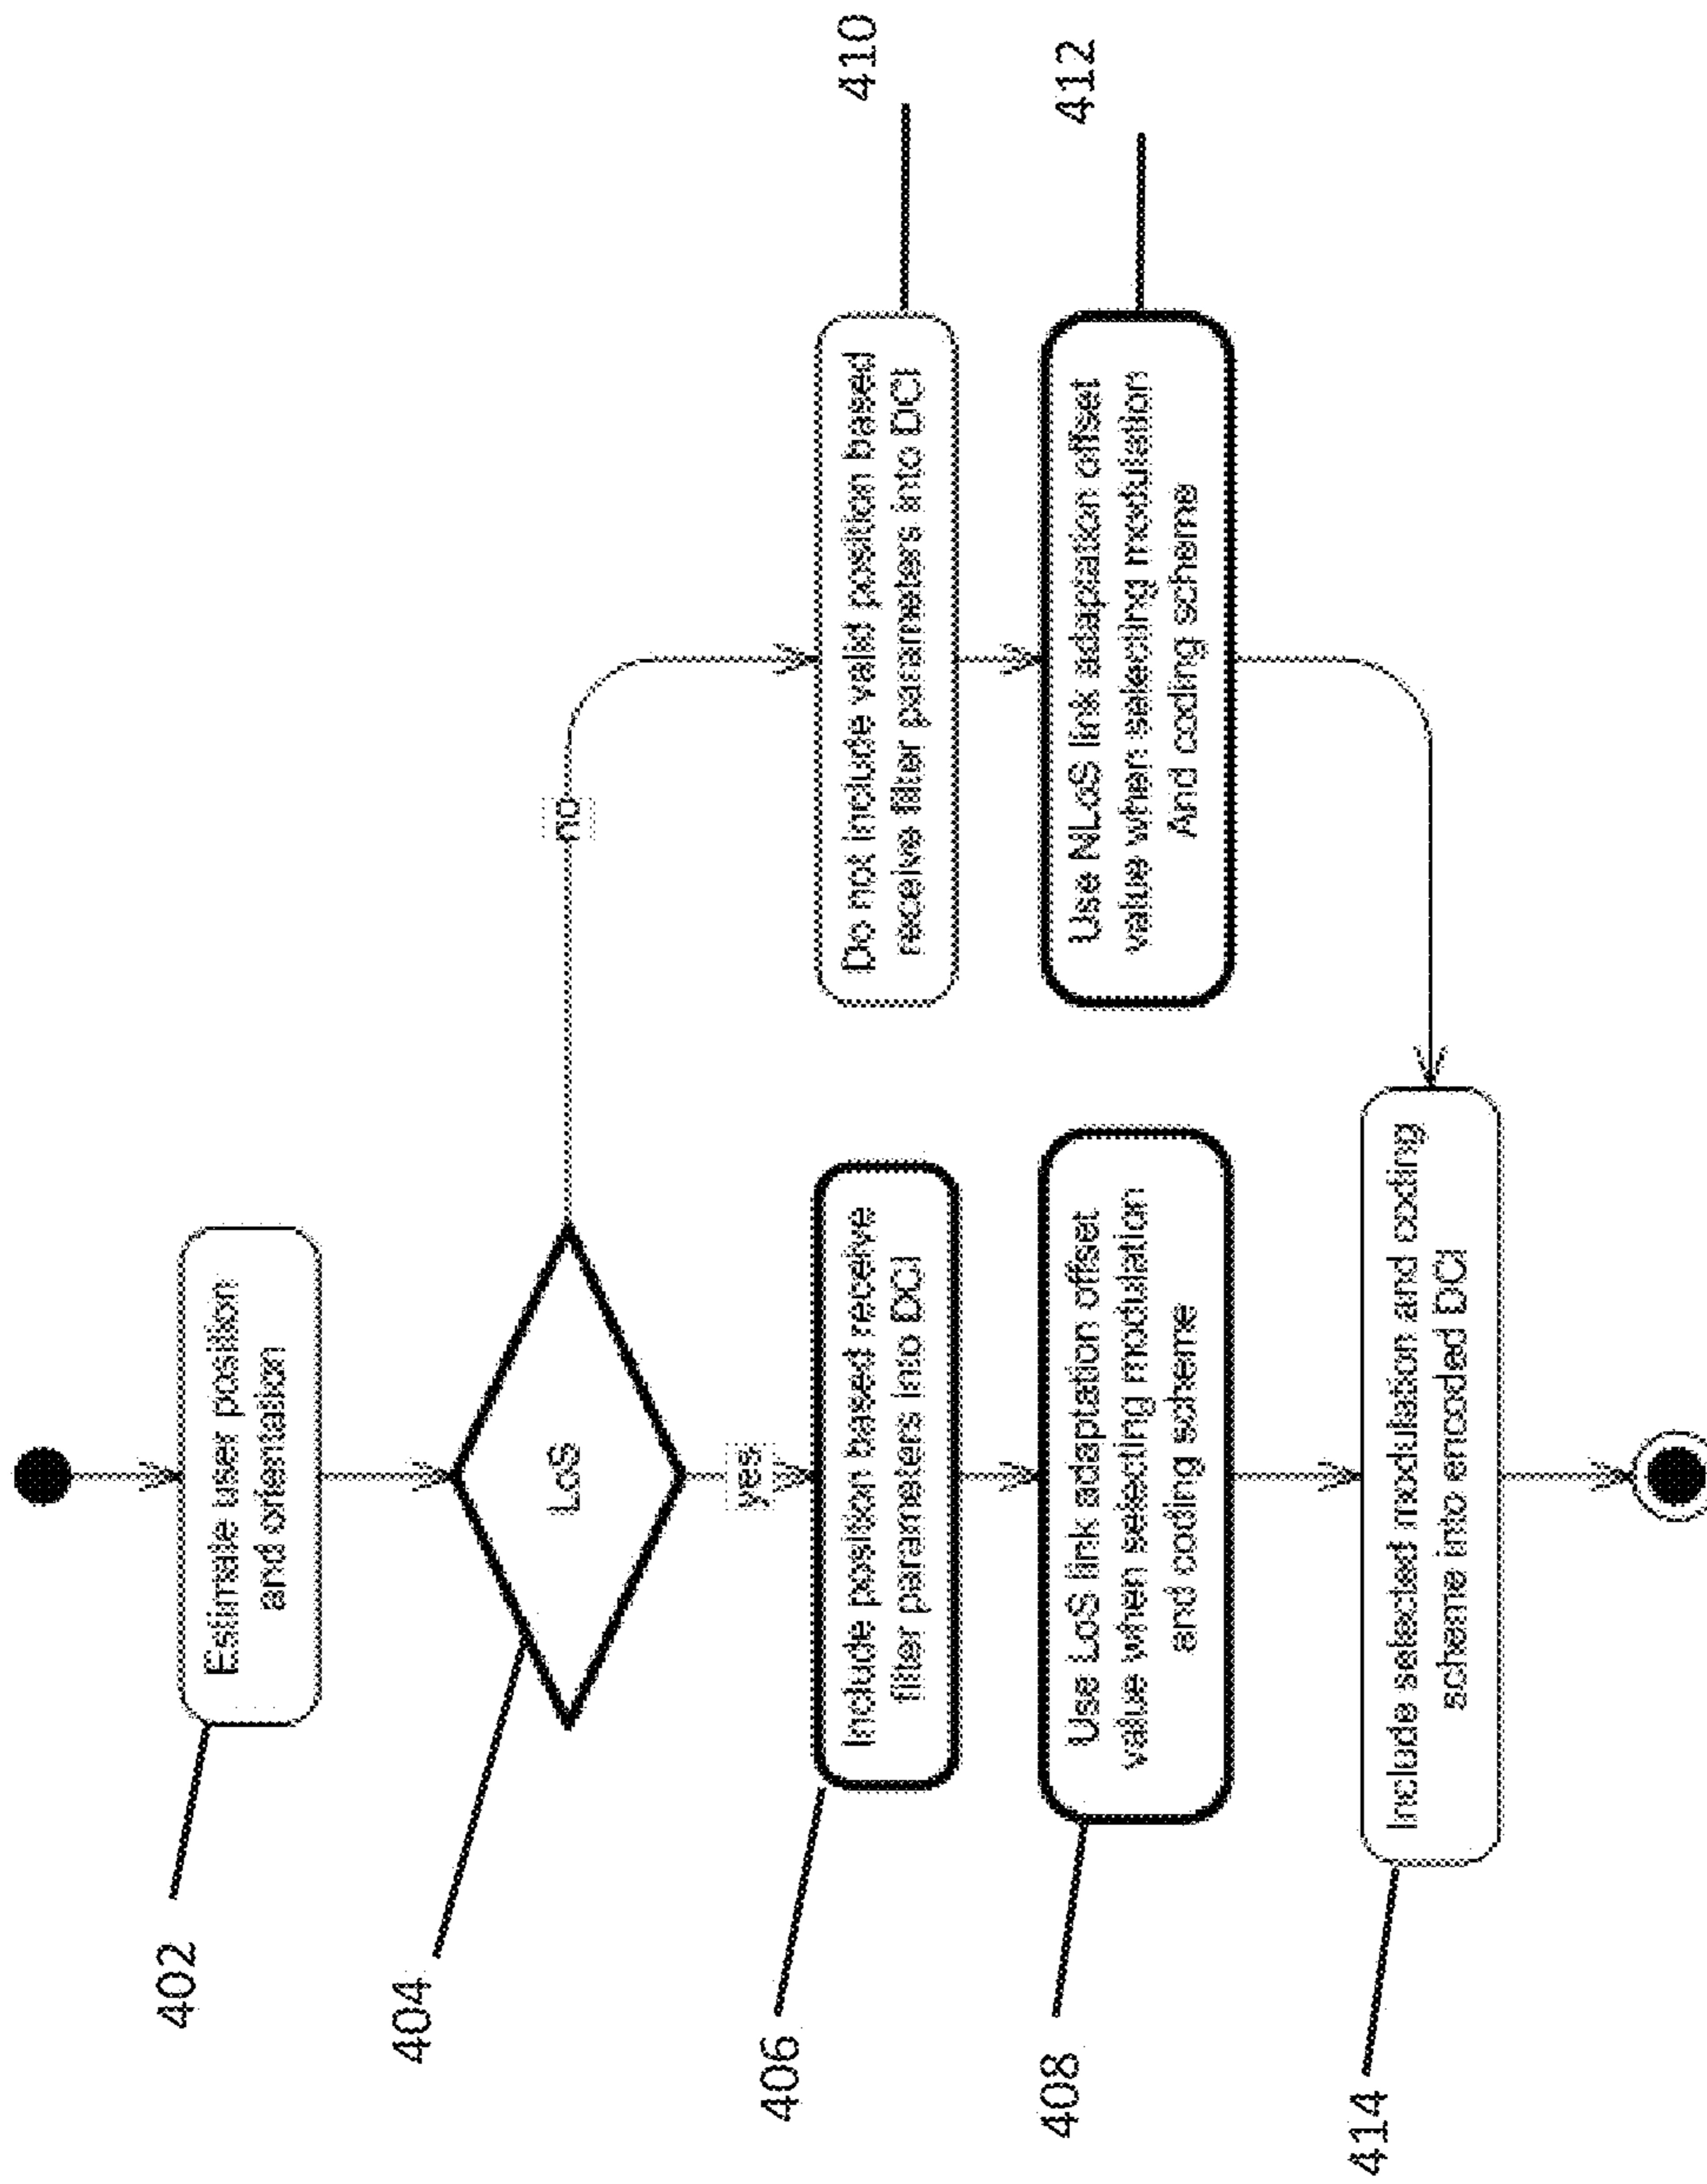 402
Estimate user position
and orientation
404
LoS
no
yes
406
Include position based receive
filter parameters into DCI
Do not include valid position based
receive filter parameters into DCI
410
408
Use LoS link adaptation offset
value when selecting modulation
and coding scheme
Use NLoS link adaptation offset
value when selecting modulation
And coding scheme
412
414
Include selected modulation and coding
scheme into encoded DCI